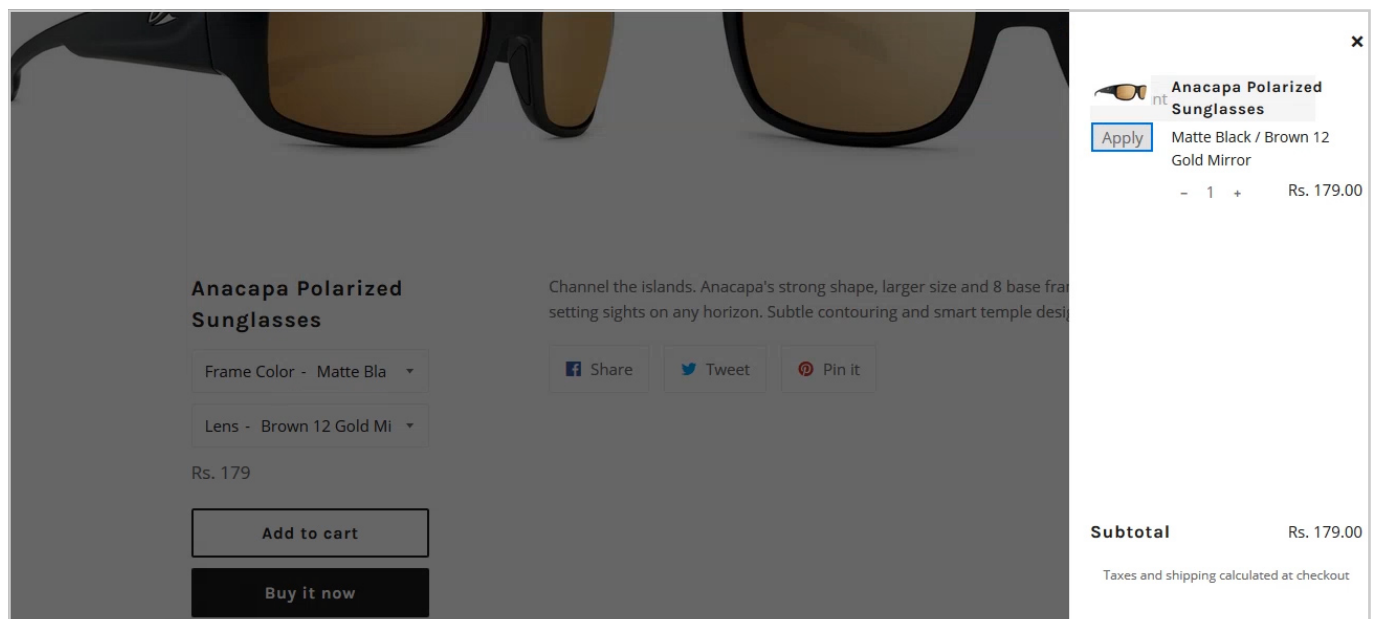 Anacapa Polarized
Sunglasses
Frame Color - Matte Bla
Lens - Brown 12 Gold Mi
Rs. 179
Add to cart
Buy it now
Channel the islands. Anacapa's strong shape, larger size and 8 base
setting sights on any horizon. Subtle contouring and smart temple
Share
Tweet
Pin it
×
nt
Anacapa Polarized
Sunglasses
Apply
Matte Black / Brown 12
Gold Mirror
− 1 +
Rs. 179.00
Subtotal
Rs. 179.00
Taxes and shipping calculated at checkout